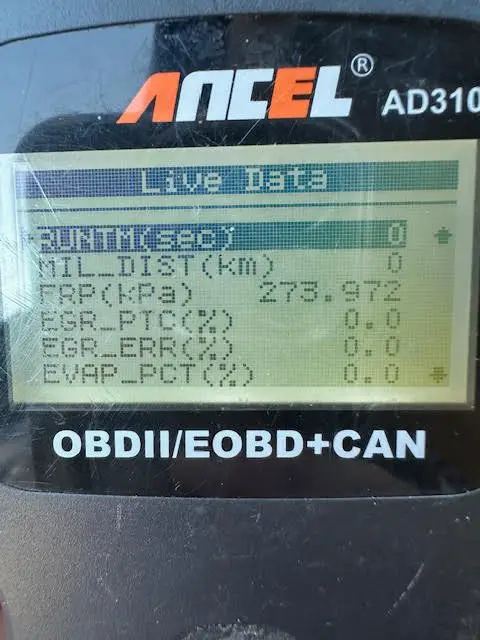 ANCEL® AD310
Live Data
RUNTM(sec) 0
MIL_DIST(km) 0
FRP(kPa) 273.972
EGR_PTC(%) 0.0
EGR_ERR(%) 0.0
EVAP_PCT(%) 0.0
OBDII/EOBD+CAN